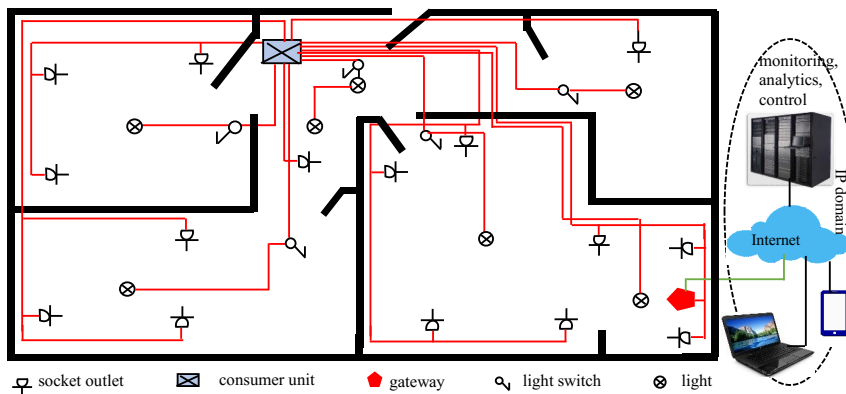 monitoring,
analytics,
control
IP domain
Internet
socket outlet
consumer unit
gateway
light switch
light